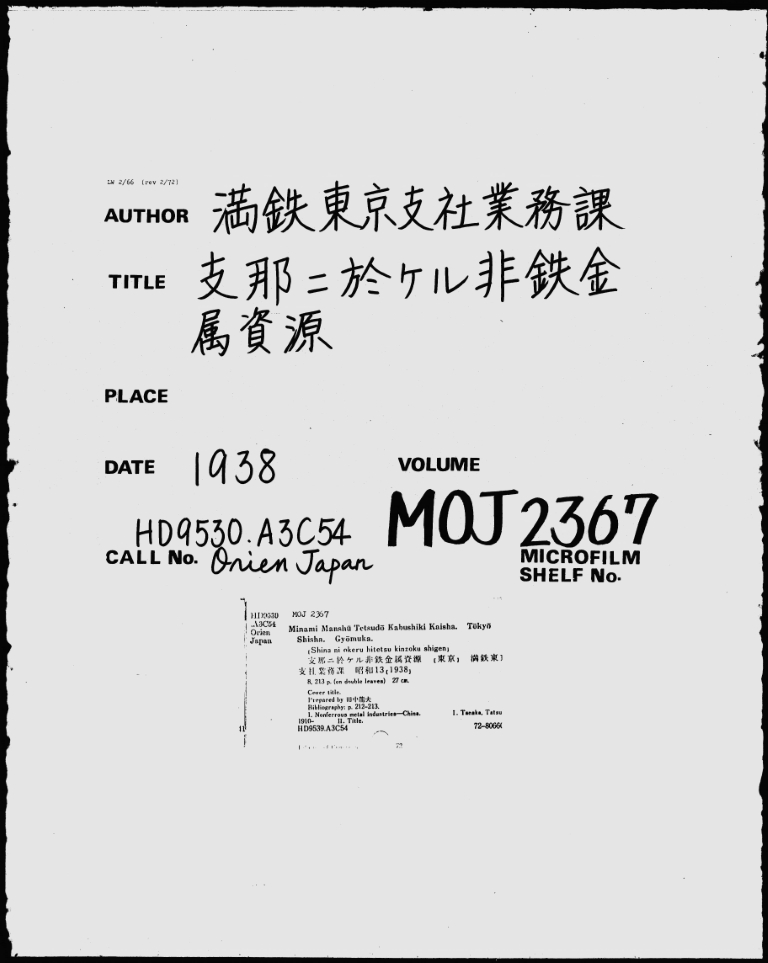 LW 2/66 (rev 2/72)
AUTHOR 満鉄東京支社業務課
TITLE 支那ニ於ケル非鉄金
属資源
PLACE
DATE 1938 VOLUME
HD9530.A3C54 MOJ 2367
CALL No. Orien Japan MICROFILM
SHELF No.
HD9530 MOJ 2367
.A3C54
Orien Minami Manshū Tetsudō Kabushiki Kaisha. Tōkyō
Japan Shisha. Gyōmuka.
[Shina ni okeru hitetsu kinzoku shigen]
支那ニ於ケル非鉄金属資源 [東京] 満鉄東
支社業務課 昭和13 [1938]
8, 213 p. (on double leaves) 27 cm.
Cover title.
Prepared by 田中龍夫
Bibliography: p. 212-213.
1. Nonferrous metal industries—China. I. Tanaka, Tatsu
1910- II. Title.
HD9539.A3C54 72-80660